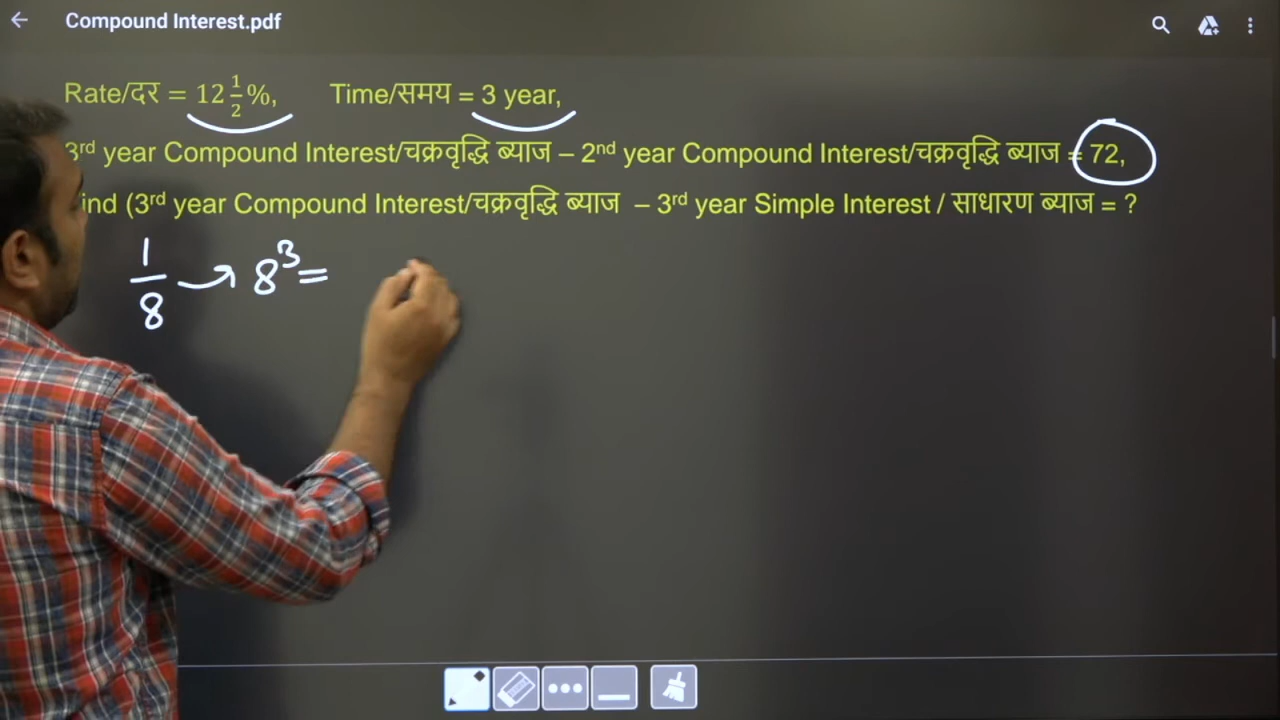 Compound Interest.pdf
Rate/दर = 12 1/2 %, Time/समय = 3 year,
3rd year Compound Interest/चक्रवृद्धि ब्याज – 2nd year Compound Interest/चक्रवृद्धि ब्याज = 72,
ind (3rd year Compound Interest/चक्रवृद्धि ब्याज – 3rd year Simple Interest / साधारण ब्याज = ?
1/8 → 8³ =